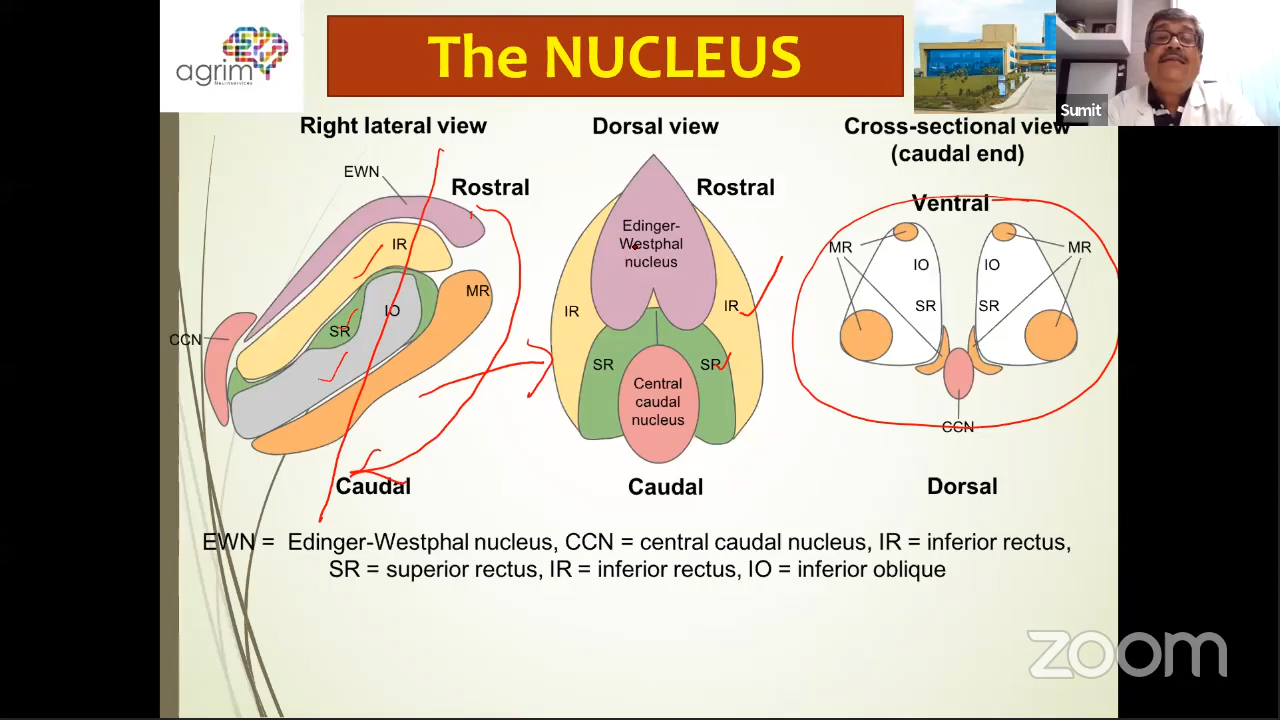 agrim
Neuroservices
The NUCLEUS
Sumit
Right lateral view
Dorsal view
Cross-sectional view
(caudal end)
EWN
Rostral
IR
MR
IO
SR
CCN
Caudal
Rostral
Edinger-
Westphal
nucleus
IR
IR
SR
SR
Central
caudal
nucleus
Caudal
Ventral
MR
MR
IO
IO
SR
SR
CCN
Dorsal
EWN = Edinger-Westphal nucleus, CCN = central caudal nucleus, IR = inferior rectus,
SR = superior rectus, IR = inferior rectus, IO = inferior oblique
zoom